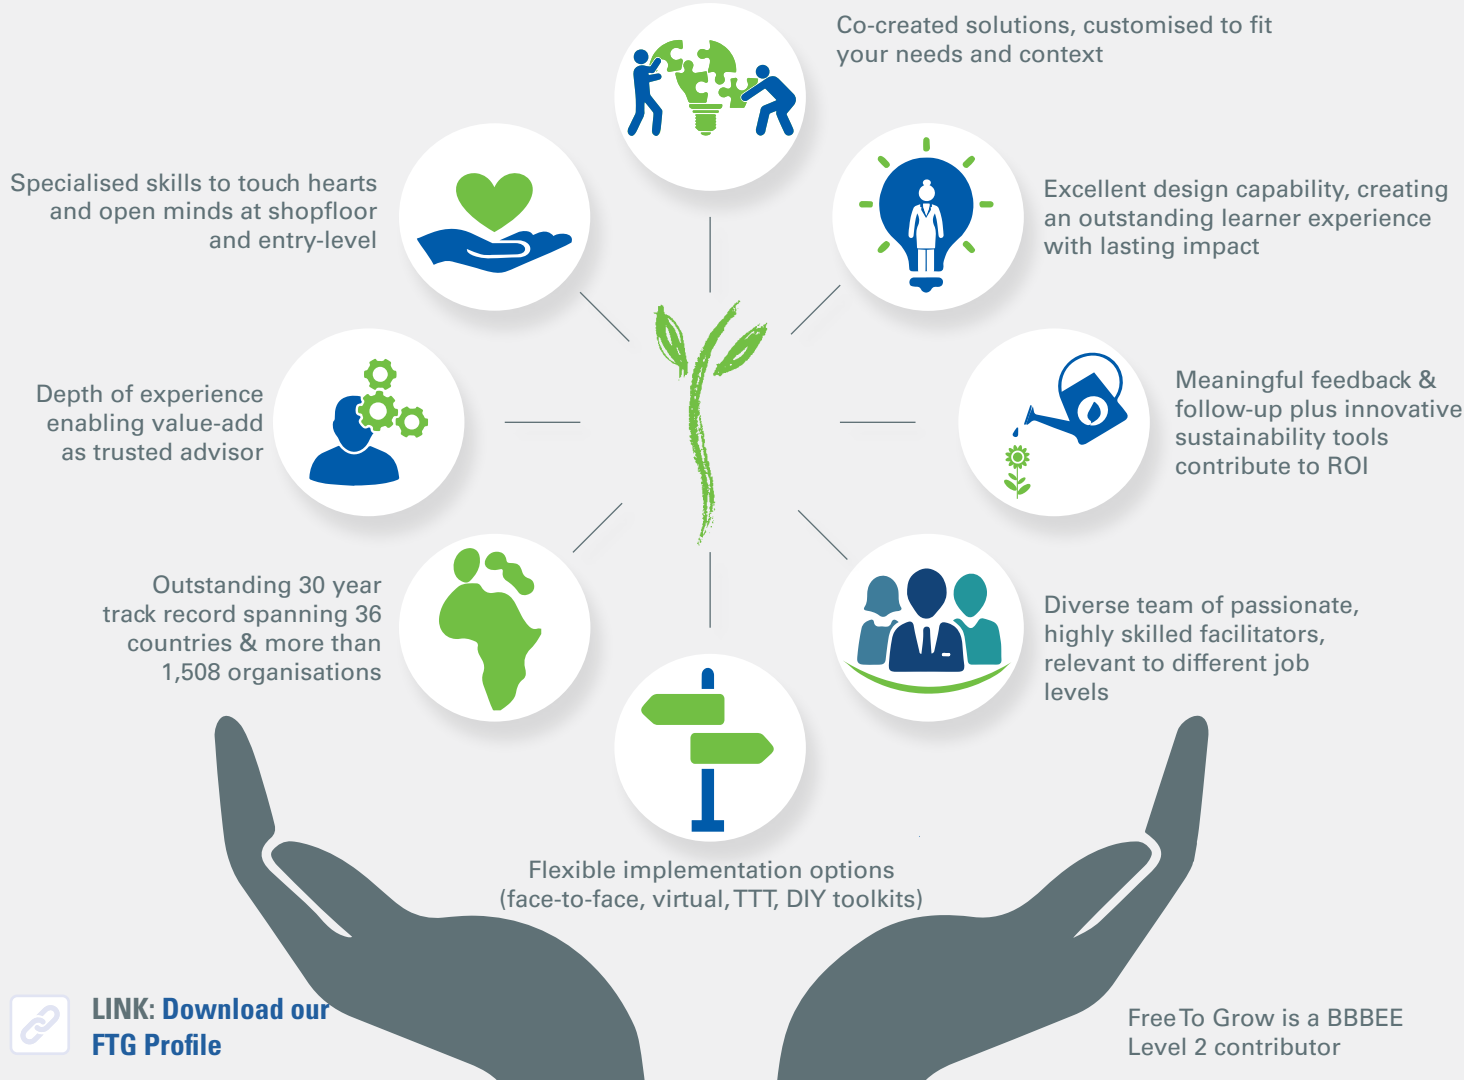 Co-created solutions, customised to fit
your needs and context
Specialised skills to touch hearts
and open minds at shopfloor
and entry-level
Excellent design capability, creating
an outstanding learner experience
with lasting impact
Depth of experience
enabling value-add
as trusted advisor
Meaningful feedback &
follow-up plus innovative
sustainability tools
contribute to ROI
Outstanding 30 year
track record spanning 36
countries & more than
1,508 organisations
Diverse team of passionate,
highly skilled facilitators,
relevant to different job
levels
Flexible implementation options
(face-to-face, virtual, TTT, DIY toolkits)
LINK: Download our
FTG Profile
Free To Grow is a BBBEE
Level 2 contributor